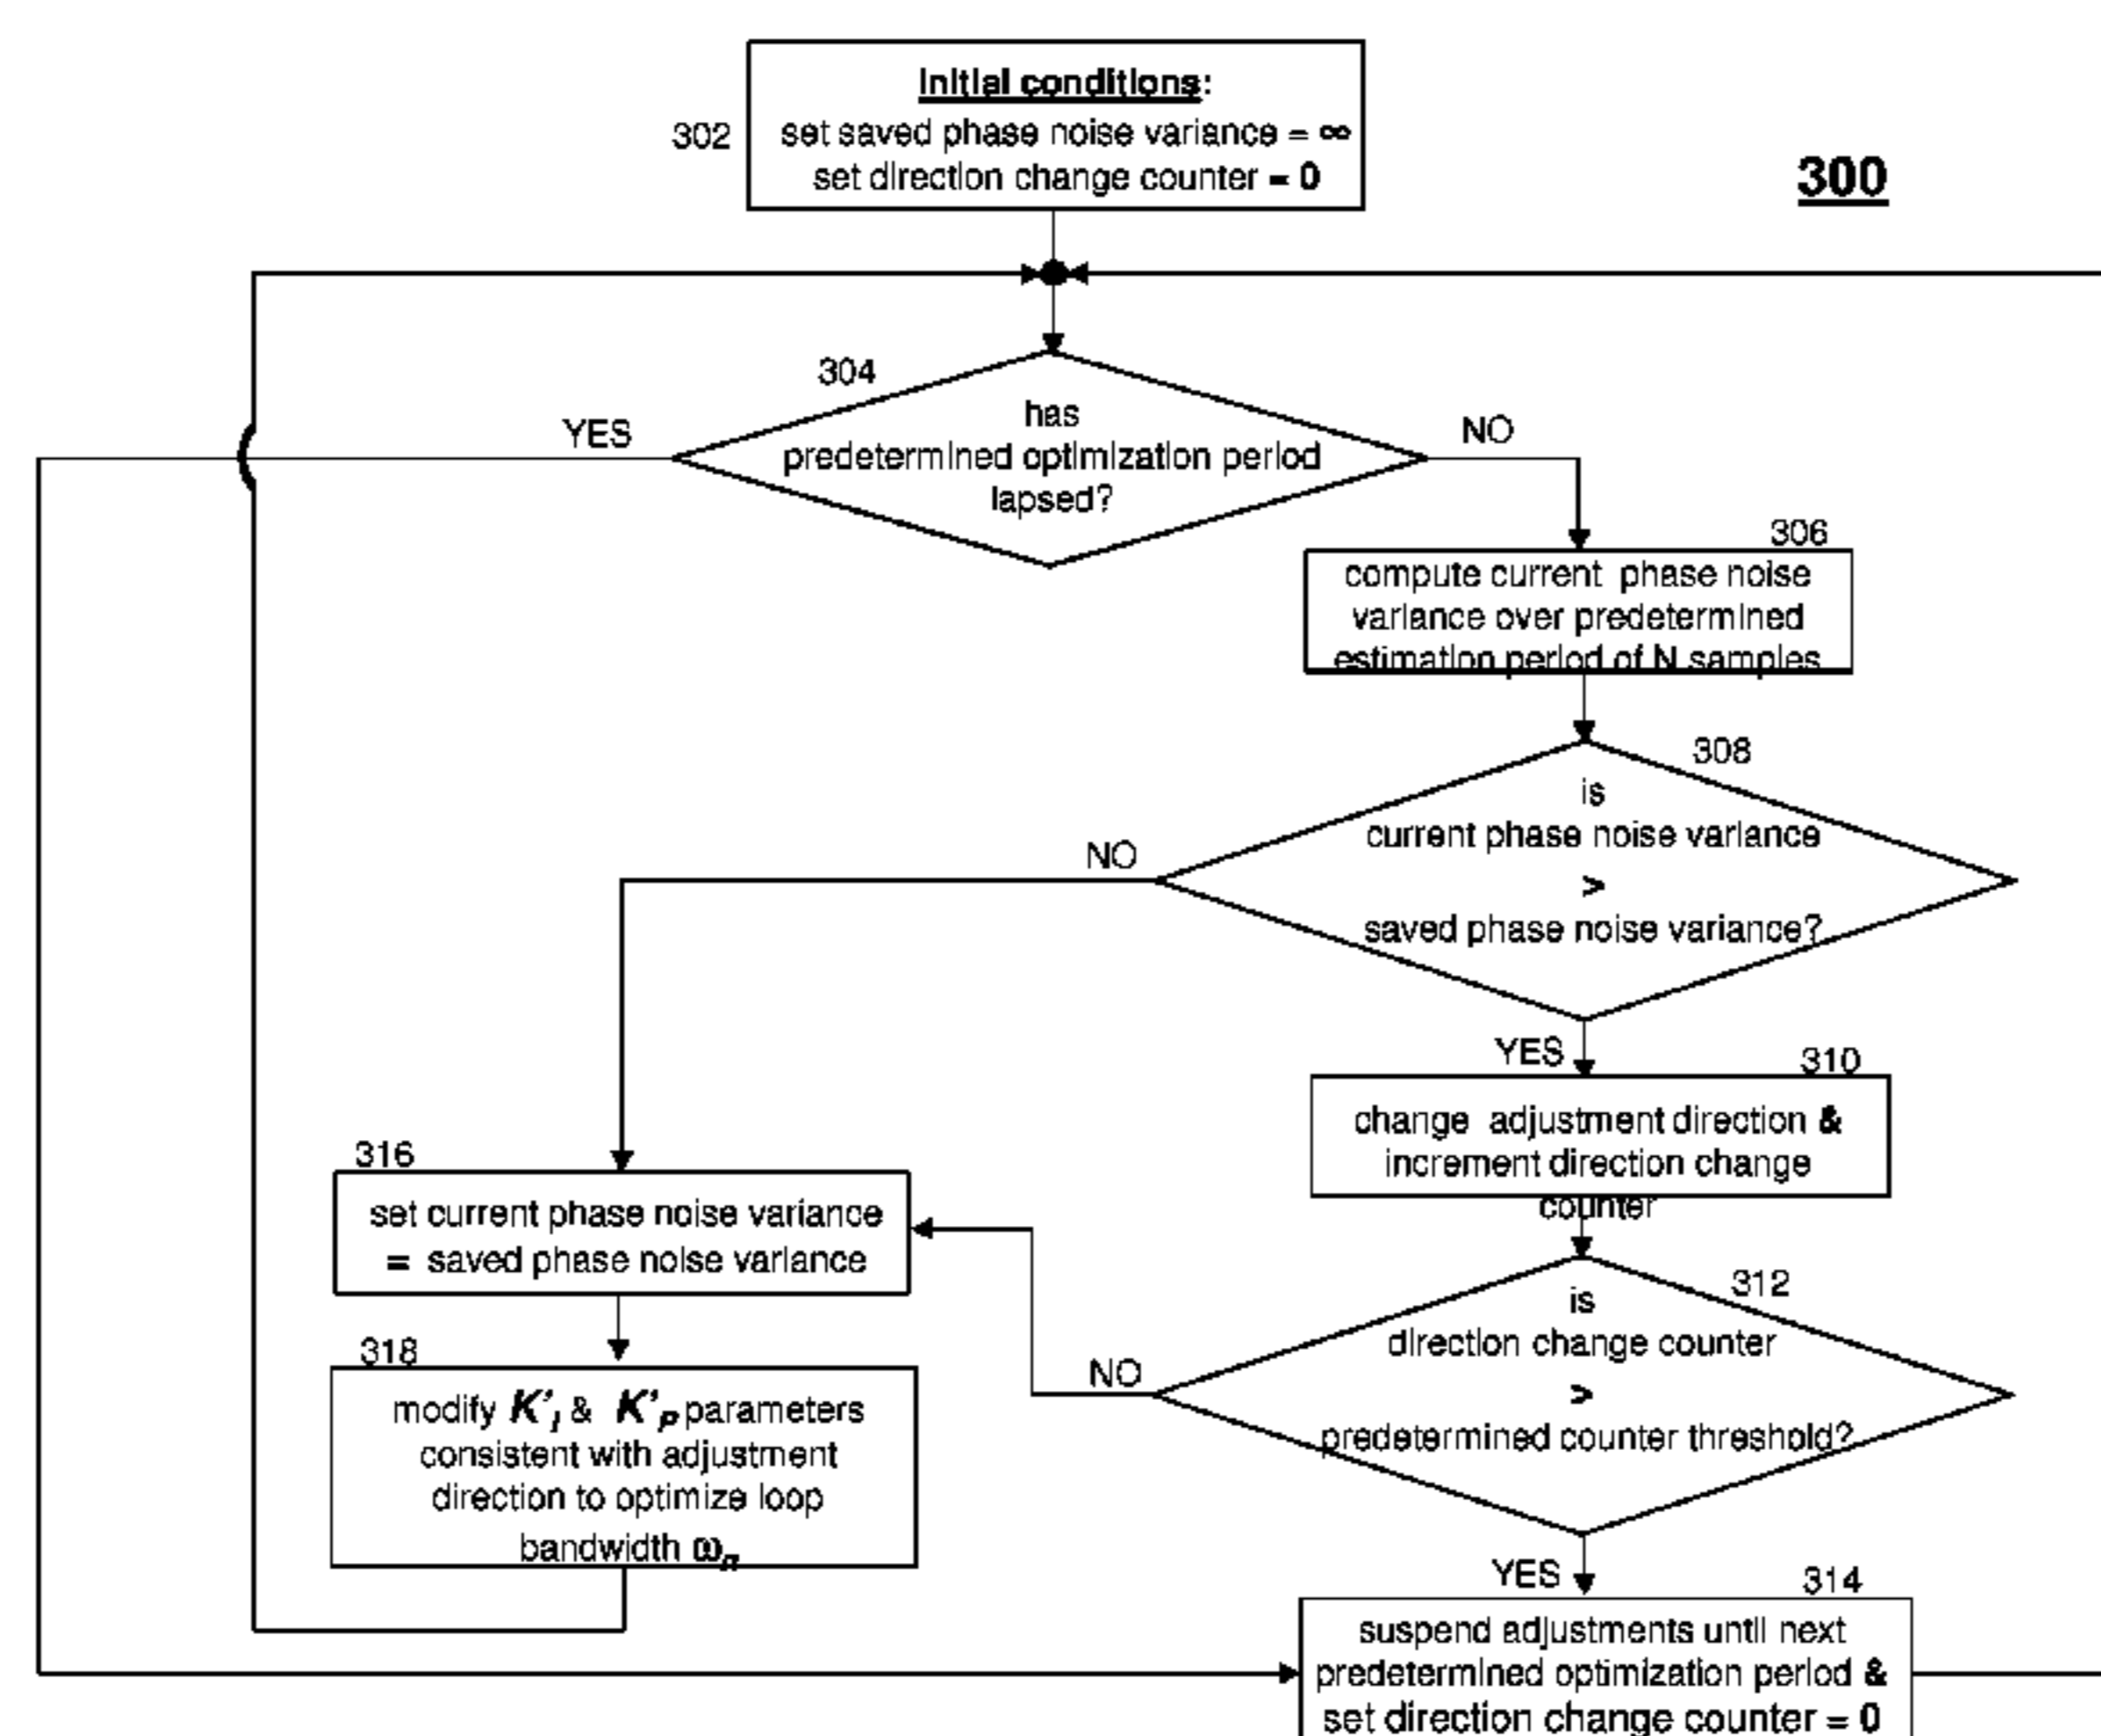 Initial conditions:
302
set saved phase noise variance = ∞
set direction change counter = 0
300
304
has
predetermined optimization period
lapsed?
YES
NO
306
compute current phase noise
variance over predetermined
estimation period of N samples
308
is
current phase noise variance
>
saved phase noise variance?
NO
YES
310
change adjustment direction &
increment direction change
counter
316
set current phase noise variance
= saved phase noise variance
312
is
direction change counter
>
predetermined counter threshold?
NO
318
modify K'I & K'P parameters
consistent with adjustment
direction to optimize loop
bandwidth ωn
YES
314
suspend adjustments until next
predetermined optimization period &
set direction change counter = 0